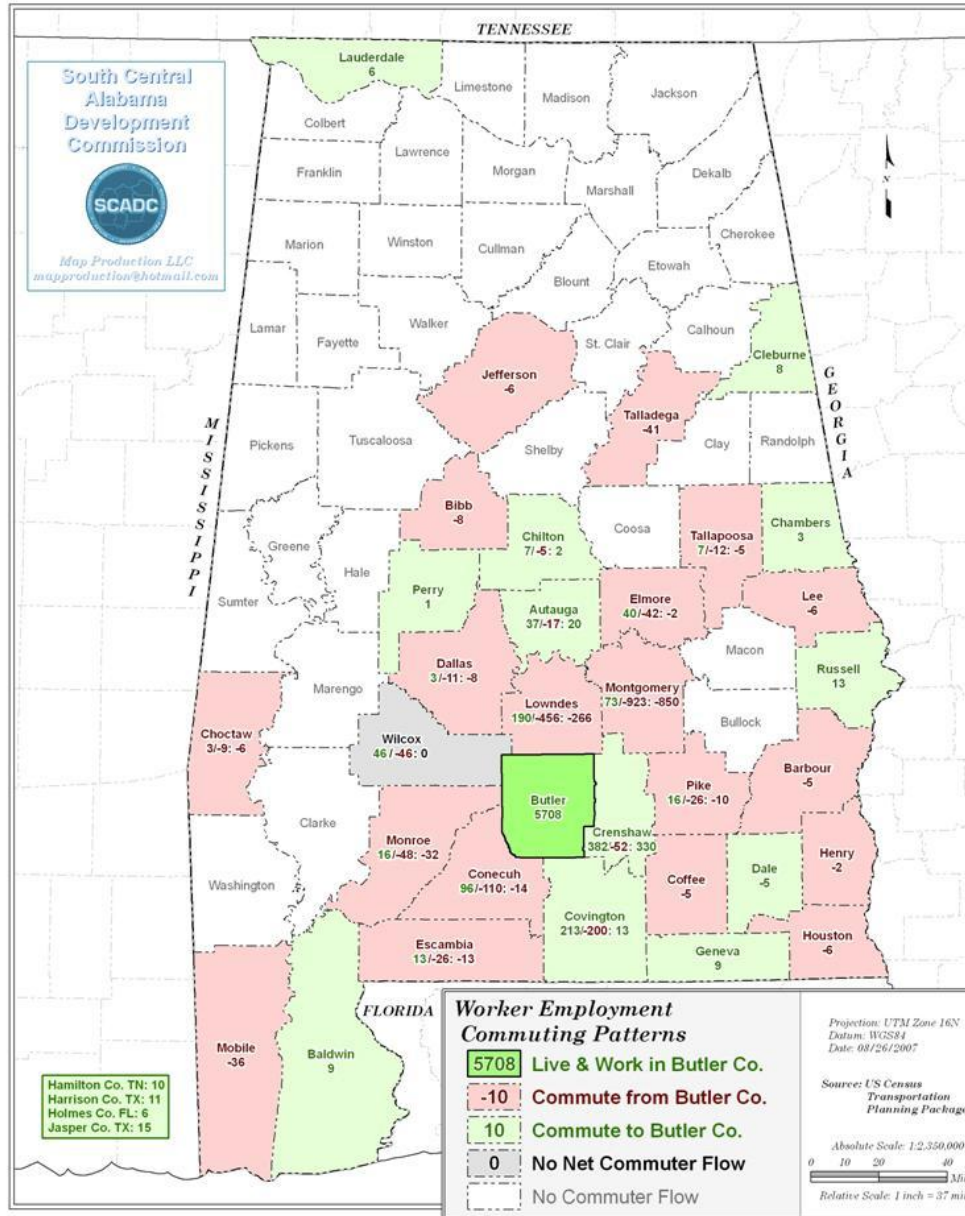 TENNESSEE
South Central
Alabama
Development
Commission
SCADC
Map Production LLC
mapproduction@hotmail.com
Lauderdale
6
Limestone
Madison
Jackson
Colbert
Lawrence
Franklin
Morgan
Marshall
Dekalb
N
Marion
Winston
Cullman
Cherokee
Etowah
Blount
Lamar
Fayette
Walker
St. Clair
Calhoun
Cleburne
8
Jefferson
-6
Talladega
-41
GEORGIA
MISSISSIPPI
Pickens
Tuscaloosa
Shelby
Clay
Randolph
Bibb
-8
Chilton
7/-5: 2
Coosa
Tallapoosa
7/-12: -5
Chambers
3
Greene
Hale
Sumter
Perry
1
Autauga
37/-17: 20
Elmore
40/-42: -2
Lee
-6
Macon
Russell
13
Dallas
3/-11: -8
Marengo
Lowndes
190/-456: -266
Montgomery
73/-923: -850
Bullock
Choctaw
3/-9: -6
Wilcox
46 / -46: 0
Barbour
-5
Butler
5708
Pike
16/-26: -10
Clarke
Monroe
16/-48: -32
Crenshaw
382/-52: 330
Henry
-2
Washington
Conecuh
96/-110: -14
Coffee
-5
Dale
-5
Covington
213/-200: 13
Houston
-6
Escambia
13/-26: -13
Geneva
9
FLORIDA
Mobile
-36
Baldwin
9
Hamilton Co. TN: 10
Harrison Co. TX: 11
Holmes Co. FL: 6
Jasper Co. TX: 15
Worker Employment
Commuting Patterns
5708 Live & Work in Butler Co.
-10 Commute from Butler Co.
10 Commute to Butler Co.
0 No Net Commuter Flow
No Commuter Flow
Projection: UTM Zone 16N
Datum: WGS84
Date: 08/26/2007
Source: US Census
Transportation
Planning Package
Absolute Scale: 1:2,350,000
0 10 20 40
Relative Scale: 1 inch = 37